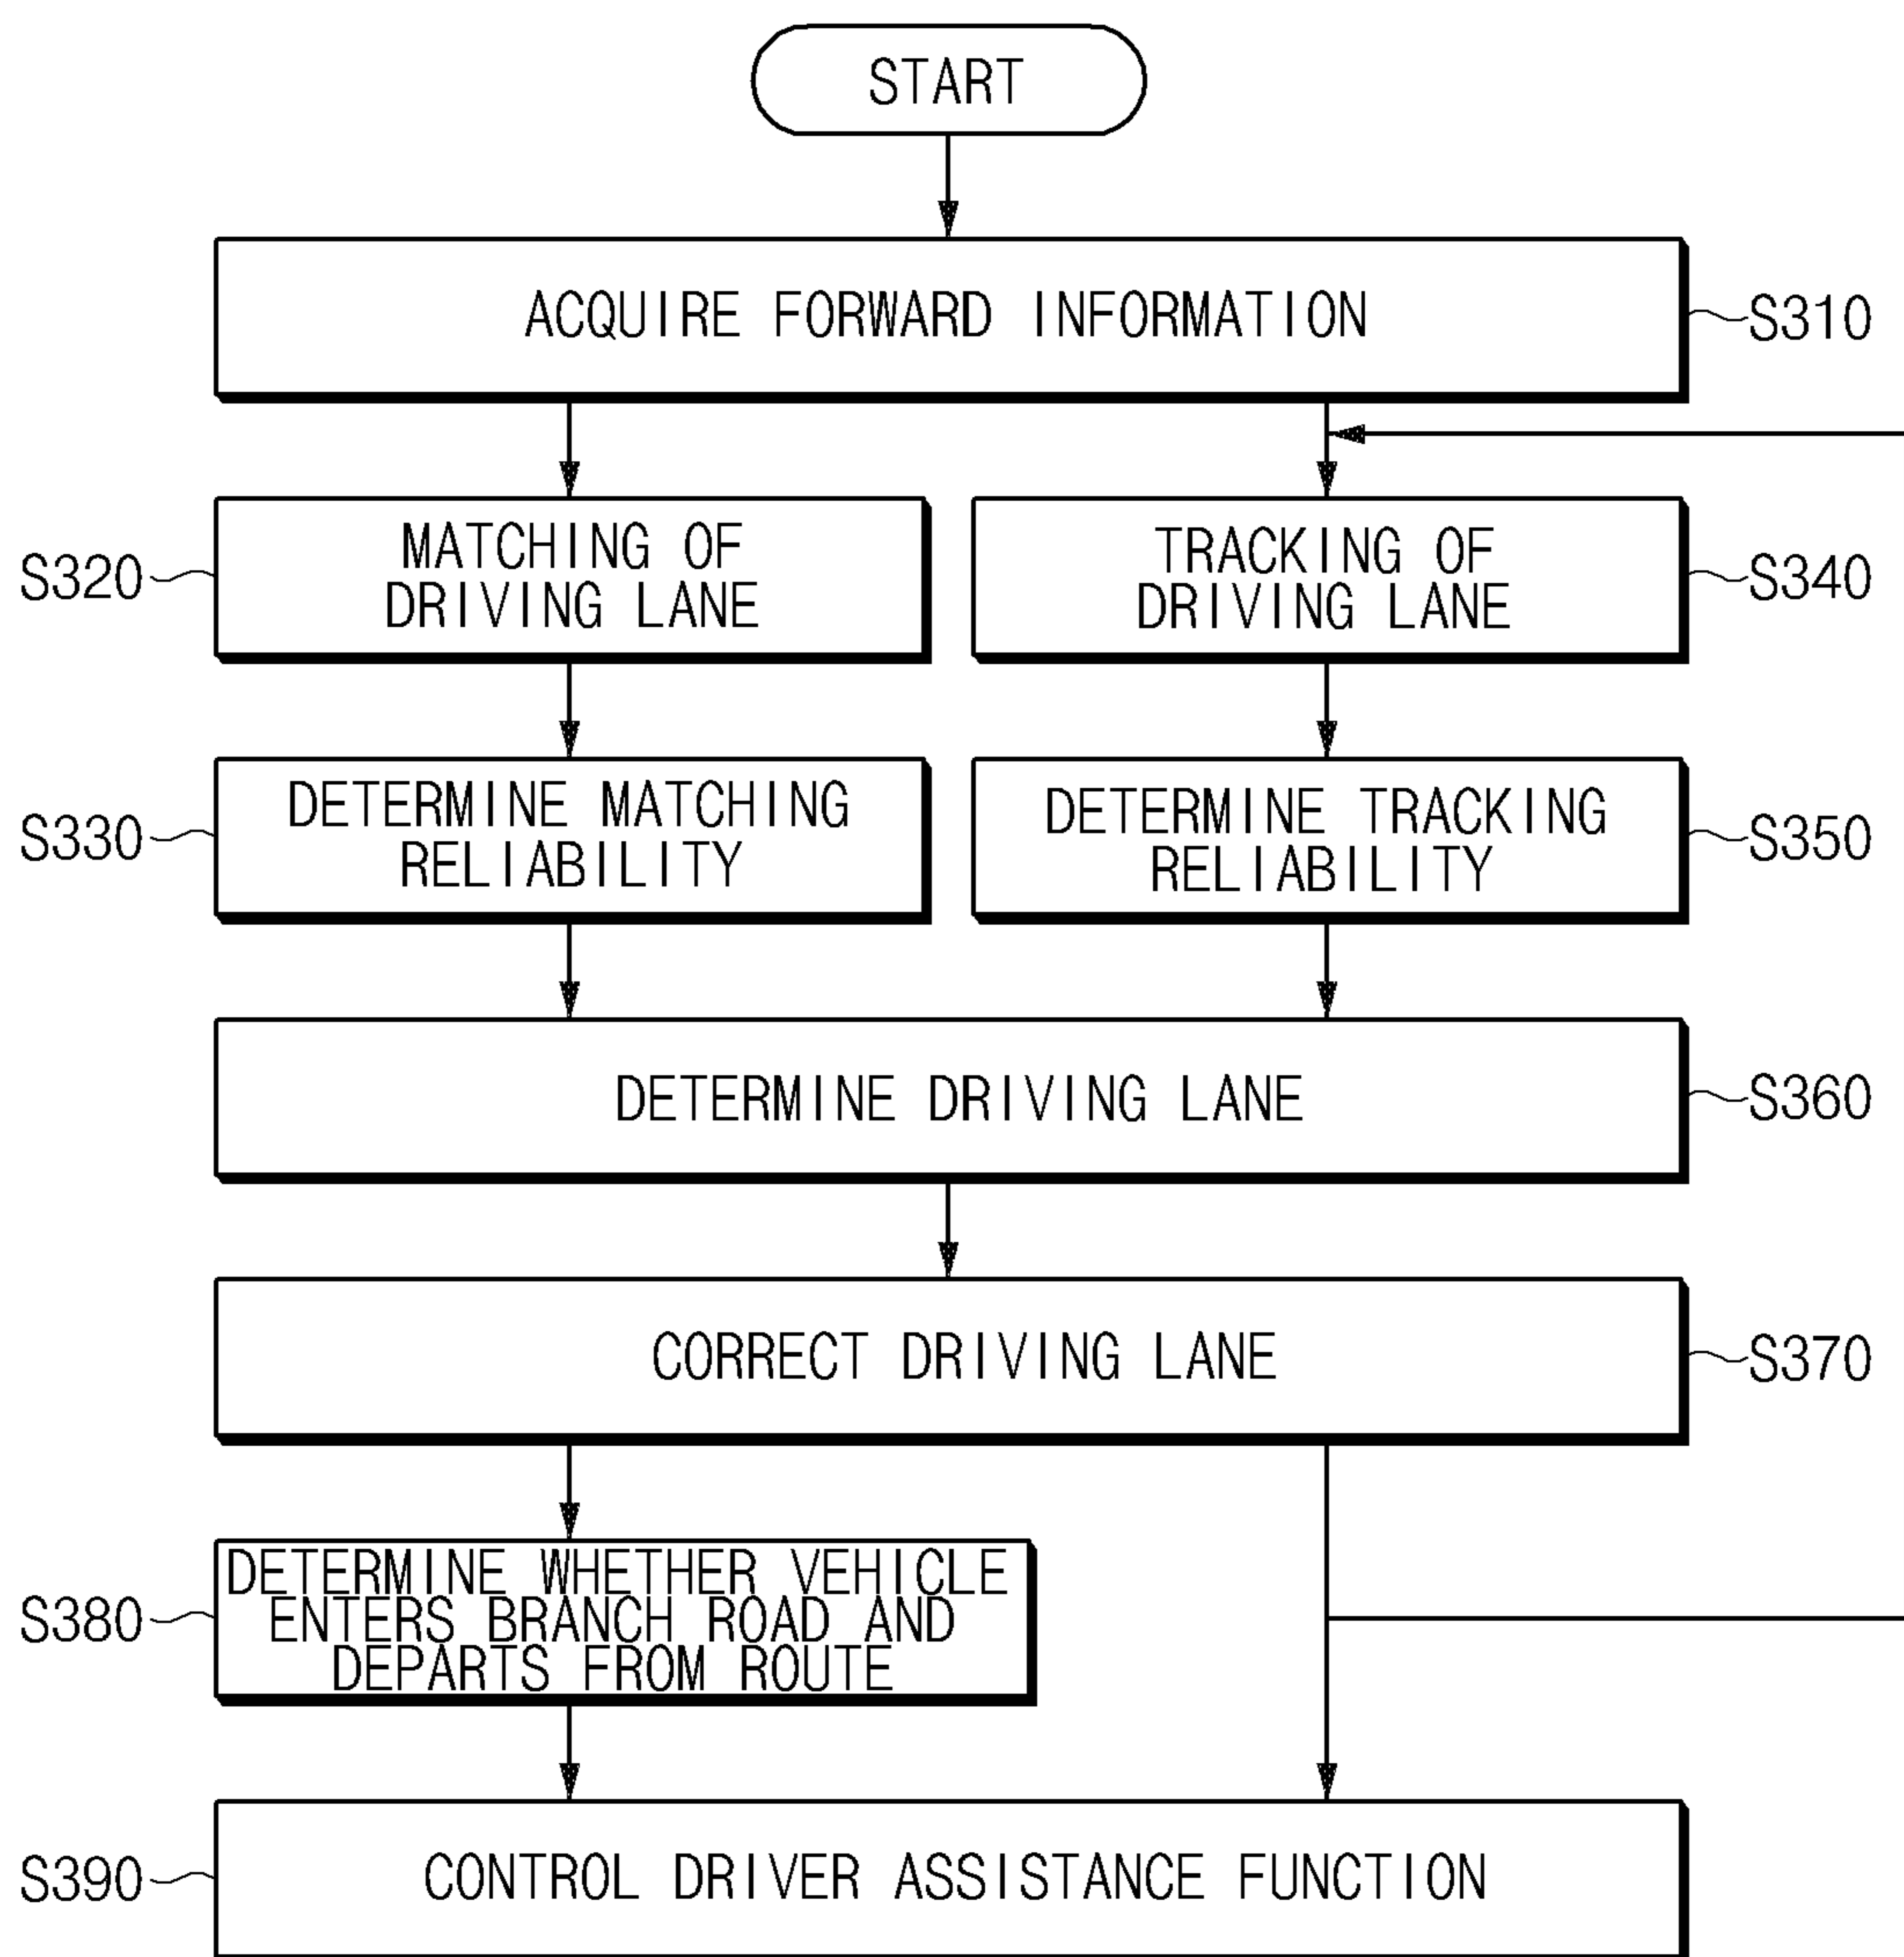 START
ACQUIRE FORWARD INFORMATION
S310
S320
MATCHING OF
DRIVING LANE
TRACKING OF
DRIVING LANE
S340
S330
DETERMINE MATCHING
RELIABILITY
DETERMINE TRACKING
RELIABILITY
S350
DETERMINE DRIVING LANE
S360
CORRECT DRIVING LANE
S370
S380
DETERMINE WHETHER VEHICLE
ENTERS BRANCH ROAD AND
DEPARTS FROM ROUTE
S390
CONTROL DRIVER ASSISTANCE FUNCTION